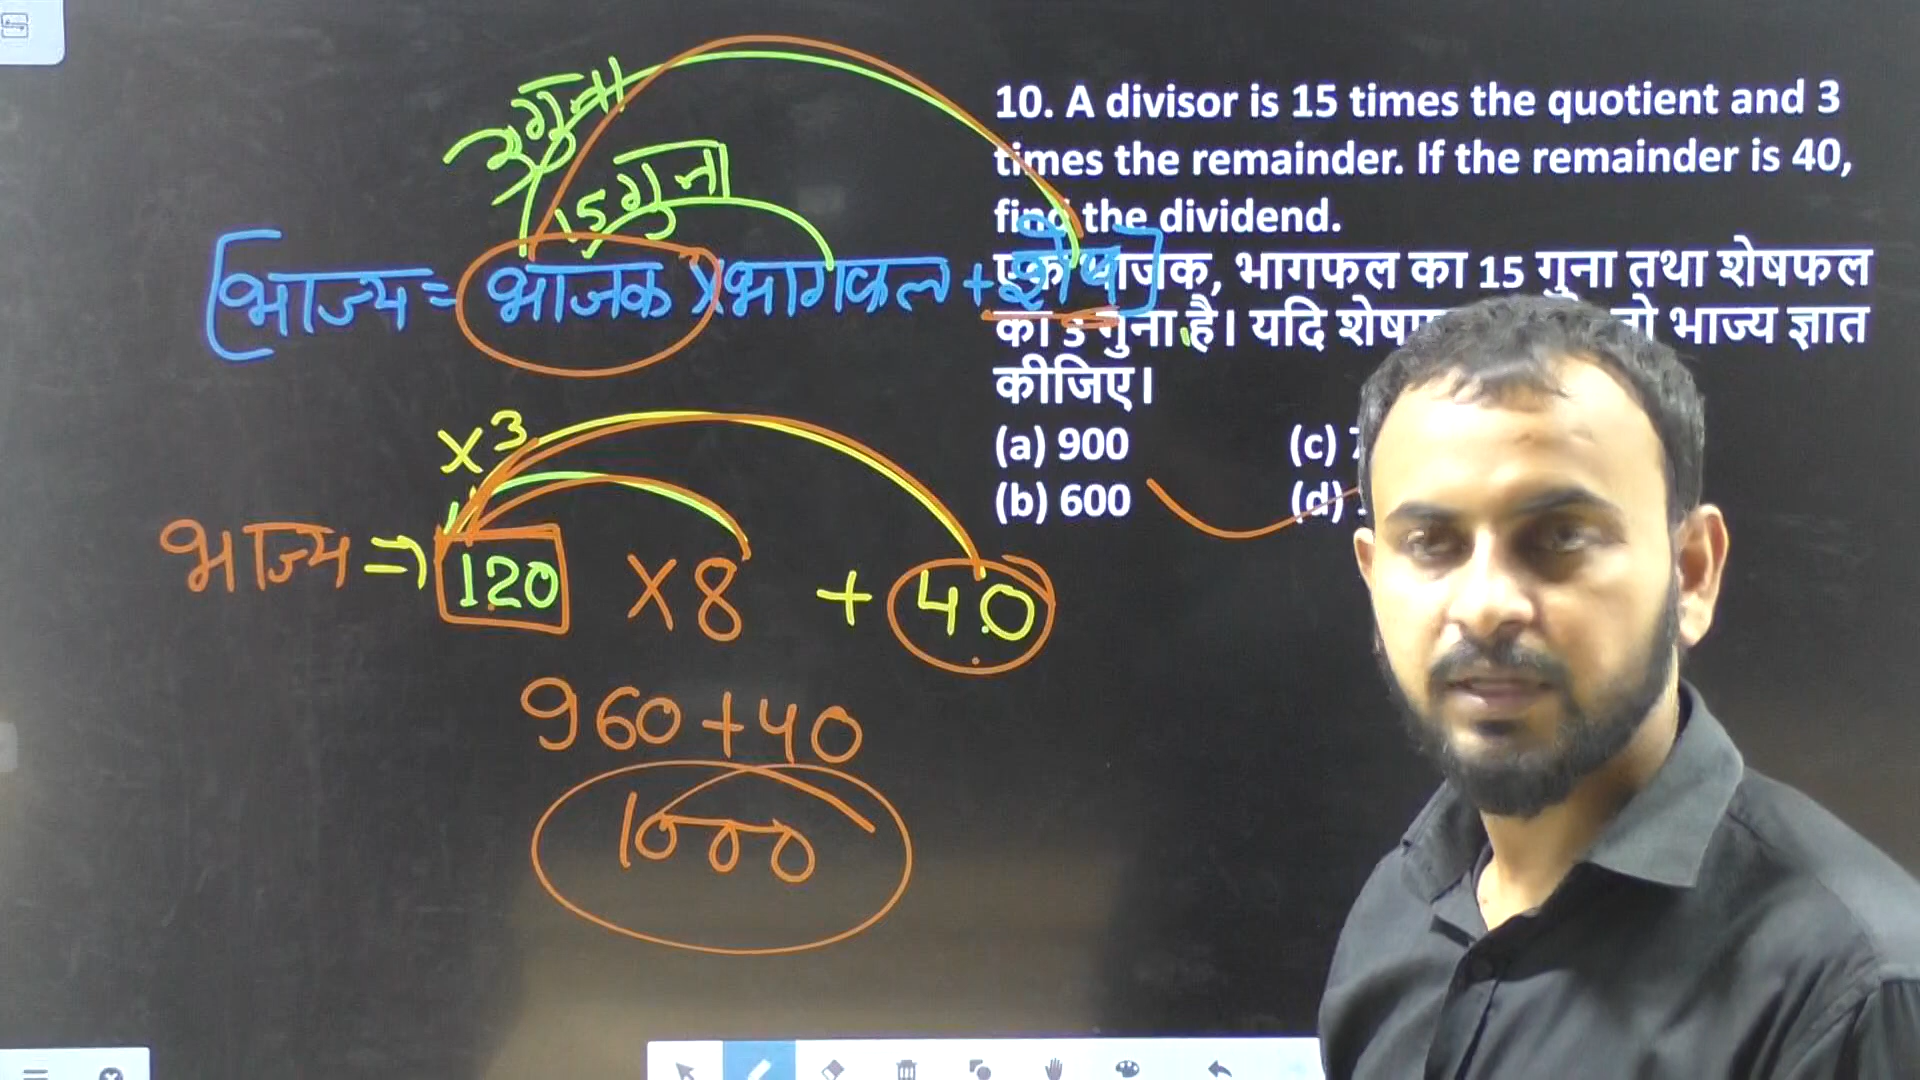 10. A divisor is 15 times the quotient and 3
times the remainder. If the remainder is 40,
find the dividend.
एक भाजक, भागफल का 15 गुना तथा शेषफल
का 3 गुना है। यदि तो भाज्य ज्ञात
कीजिए।
(a) 900 (c)
(b) 600 (d)
3 गुना
15 गुना
[भाज्य = भाजक × भागफल + शेष]
×3
भाज्य ⇒ 120 × 8 + 40
960 + 40
1000